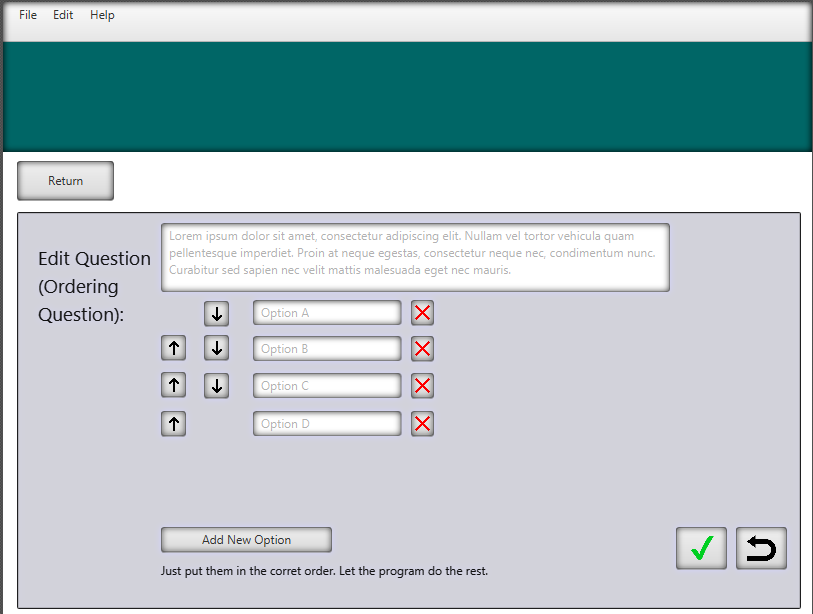 File Edit Help
Return
Lorem ipsum dolor sit amet, consectetur adipiscing elit. Nullam vel tortor vehicula quam
pellentesque imperdiet. Proin at neque egestas, consectetur neque nec, condimentum nunc.
Curabitur sed sapien nec velit mattis malesuada eget nec mauris.
Edit Question
(Ordering
Question):
Option A
Option B
Option C
Option D
Add New Option
Just put them in the corret order. Let the program do the rest.